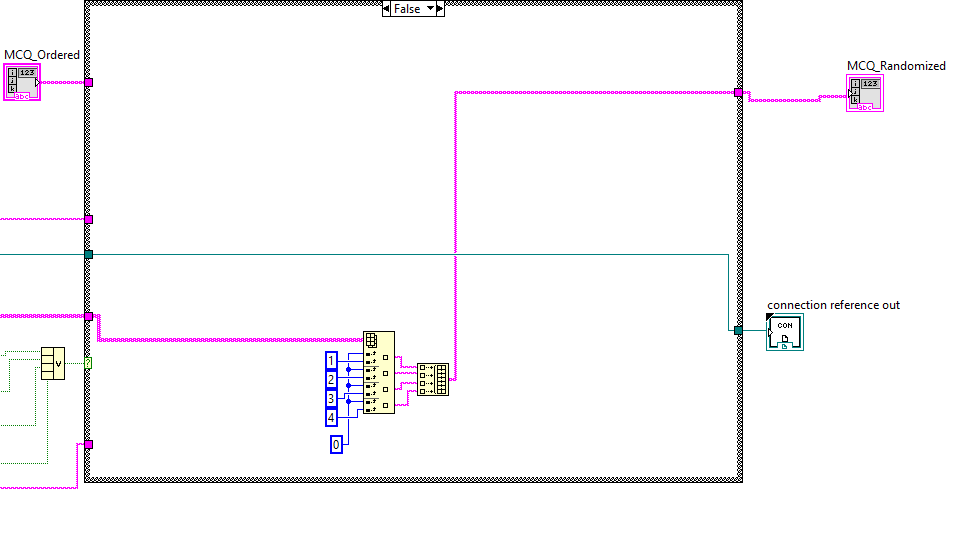 False
MCQ_Ordered
i
j
k
123
abc
MCQ_Randomized
i
j
k
123
abc
connection reference out
CON
V
?
1
2
3
4
0